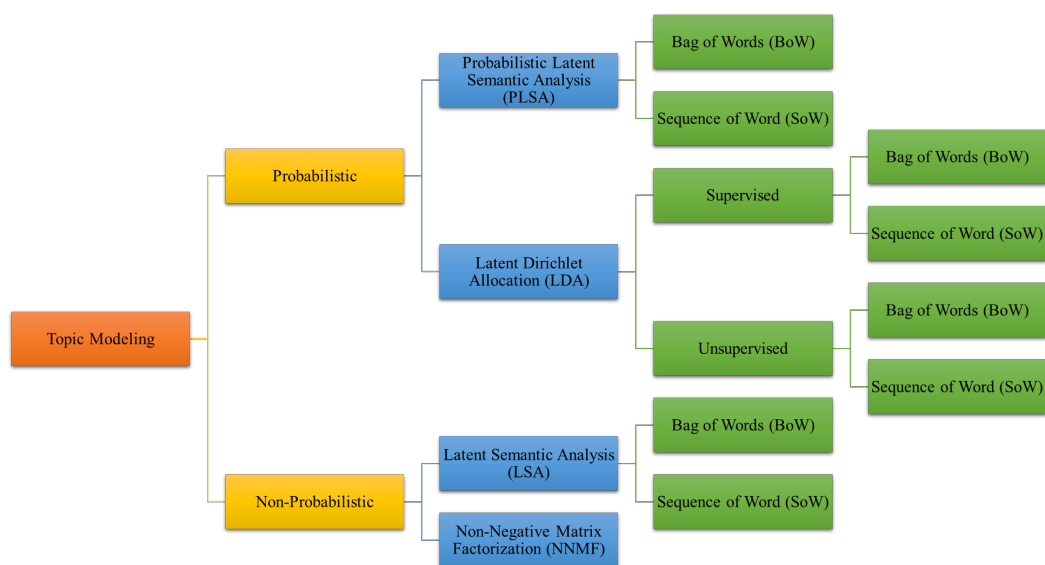 Topic Modeling
Probabilistic
Probabilistic Latent
Semantic Analysis
(PLSA)
Bag of Words (BoW)
Sequence of Word (SoW)
Latent Dirichlet
Allocation (LDA)
Supervised
Bag of Words (BoW)
Sequence of Word (SoW)
Unsupervised
Bag of Words (BoW)
Sequence of Word (SoW)
Non-Probabilistic
Latent Semantic Analysis
(LSA)
Bag of Words (BoW)
Sequence of Word (SoW)
Non-Negative Matrix
Factorization (NNMF)